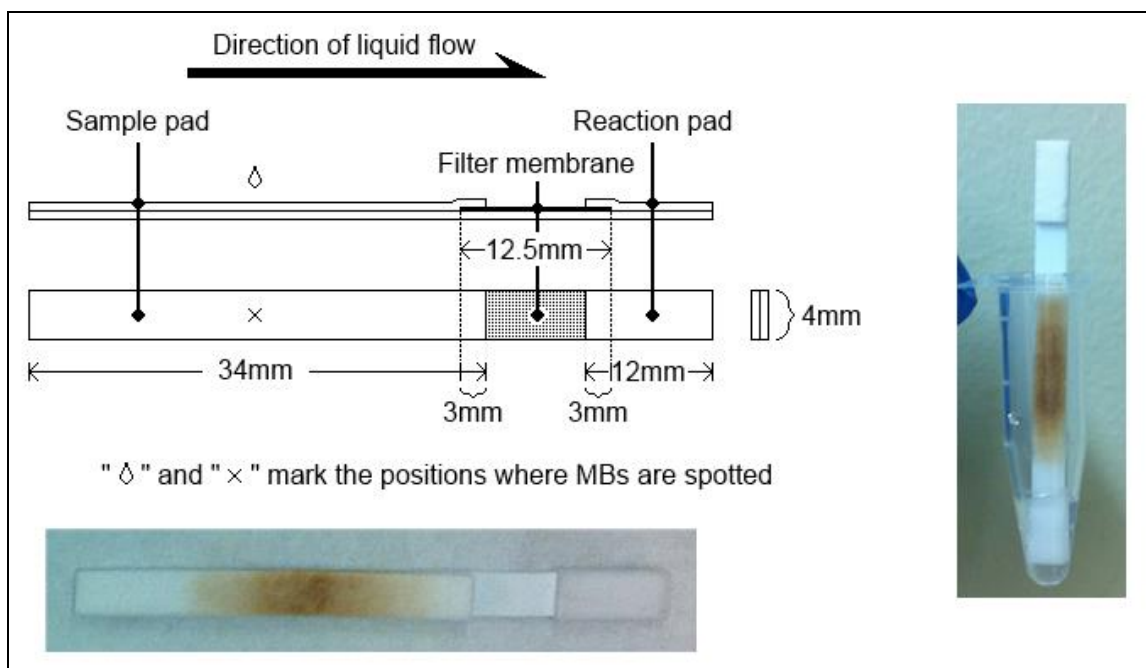 Direction of liquid flow
Sample pad
Reaction pad
Filter membrane
12.5mm
4mm
34mm
12mm
3mm
3mm
" 💧 " and " × " mark the positions where MBs are spotted